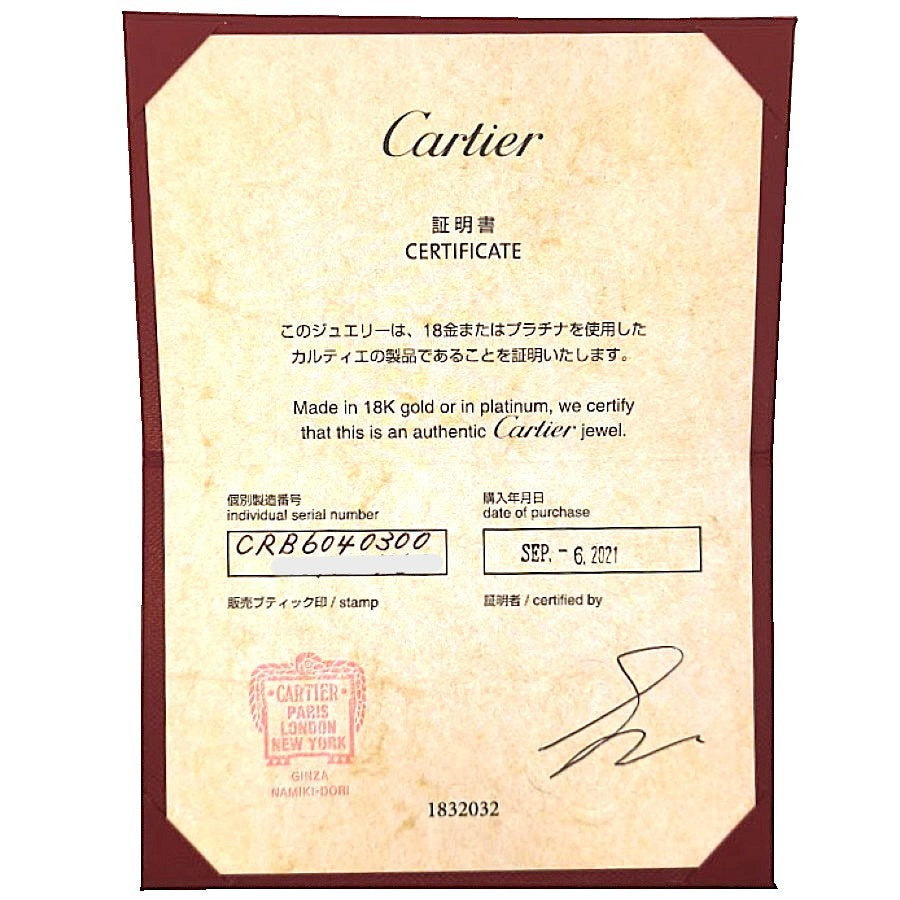 Cartier
証明書
CERTIFICATE
このジュエリーは、18金またはプラチナを使用した
カルティエの製品であることを証明いたします。
Made in 18K gold or in platinum, we certify
that this is an authentic Cartier jewel.
個別製造番号
individual serial number
CRB6040300
購入年月日
date of purchase
SEP. - 6. 2021
販売ブティック印 / stamp
証明者 / certified by
CARTIER
PARIS
LONDON
NEW YORK
GINZA
NAMIKI-DORI
1832032